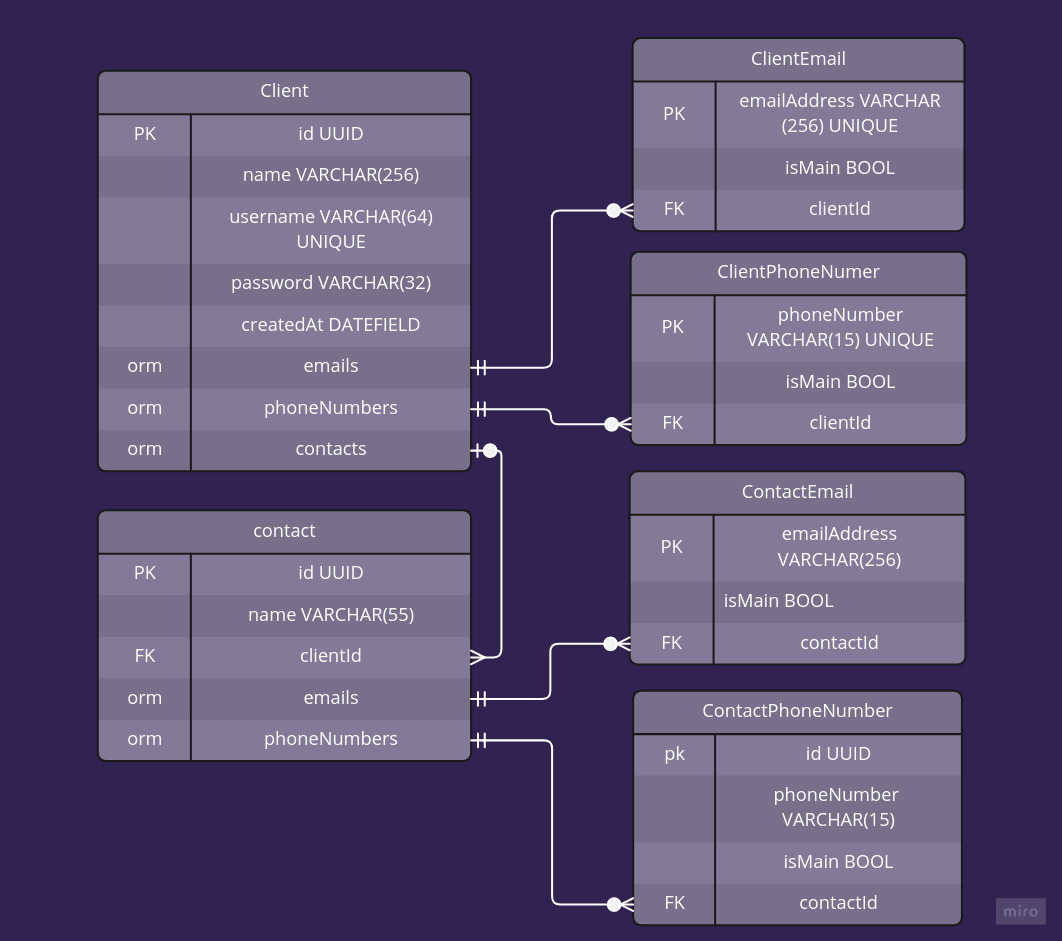 Client
PK id UUID
name VARCHAR(256)
username VARCHAR(64)
UNIQUE
password VARCHAR(32)
createdAt DATEFIELD
orm emails
orm phoneNumbers
orm contacts
contact
PK id UUID
name VARCHAR(55)
FK clientId
orm emails
orm phoneNumbers
ClientEmail
PK emailAddress VARCHAR
(256) UNIQUE
isMain BOOL
FK clientId
ClientPhoneNumer
PK phoneNumber
VARCHAR(15) UNIQUE
isMain BOOL
FK clientId
ContactEmail
PK emailAddress
VARCHAR(256)
isMain BOOL
FK contactId
ContactPhoneNumber
pk id UUID
phoneNumber
VARCHAR(15)
isMain BOOL
FK contactId
miro